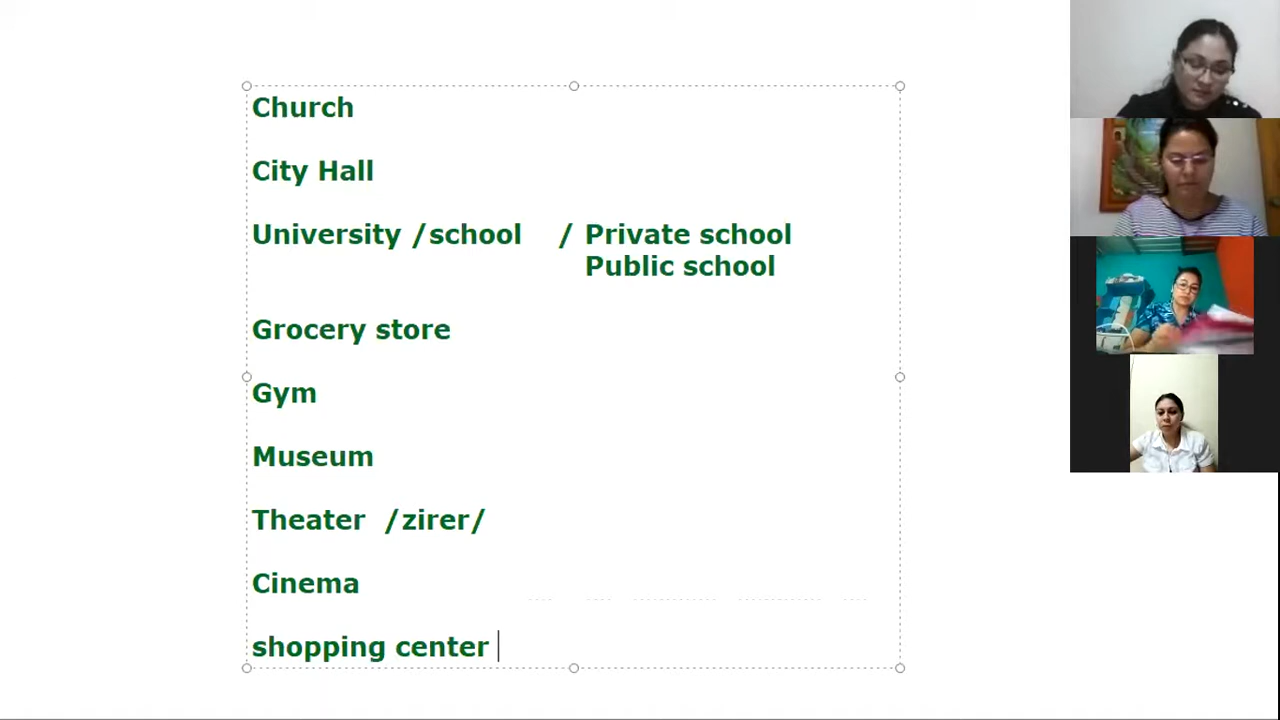 Church
City Hall
University /school / Private school
Public school
Grocery store
Gym
Museum
Theater /zirer/
Cinema
shopping center